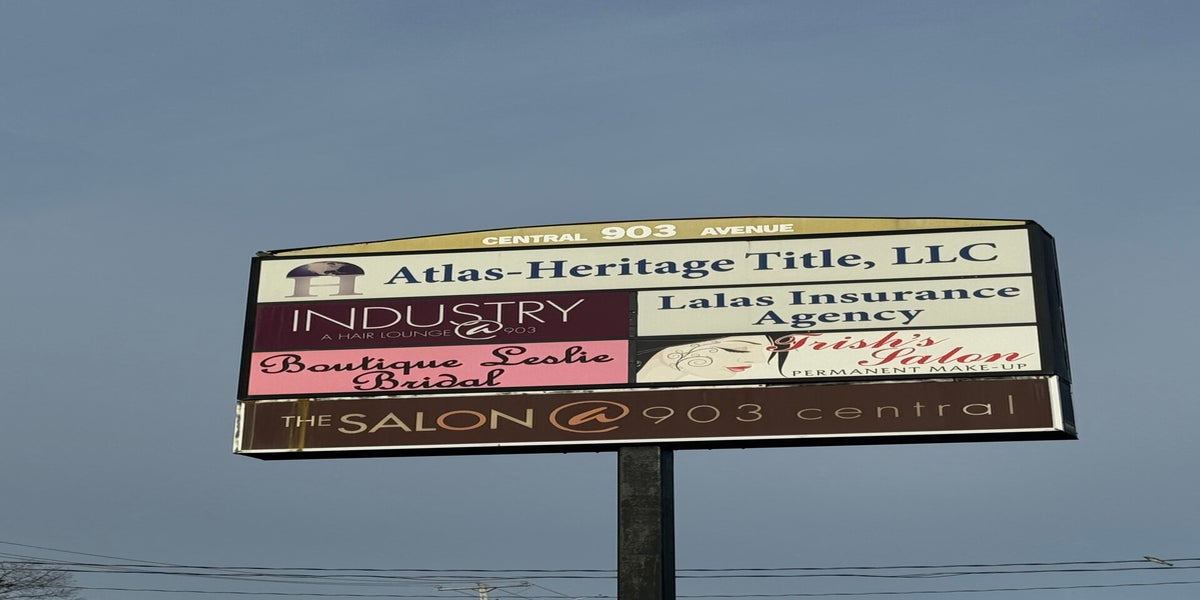 CENTRAL 903 AVENUE
H Atlas-Heritage Title, LLC
INDUSTRY
A HAIR LOUNGE @ 903
Lalas Insurance
Agency
Boutique Leslie
Bridal
Trish's
Salon
PERMANENT MAKE-UP
THE SALON @ 903 central